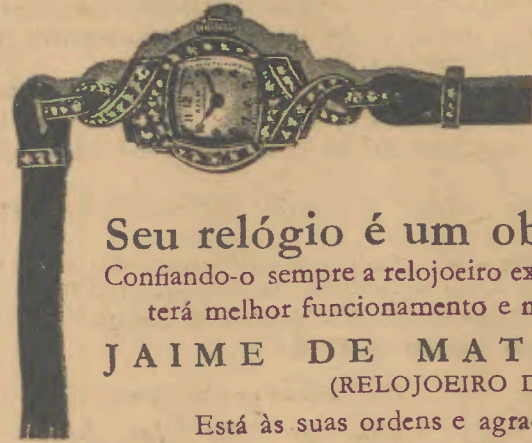 Seu relógio é um ob
Confiando-o sempre a relojoeiro ex
terá melhor funcionamento e m
JAIME DE MAT
(RELOJOEIRO D
Está às suas ordens e agra